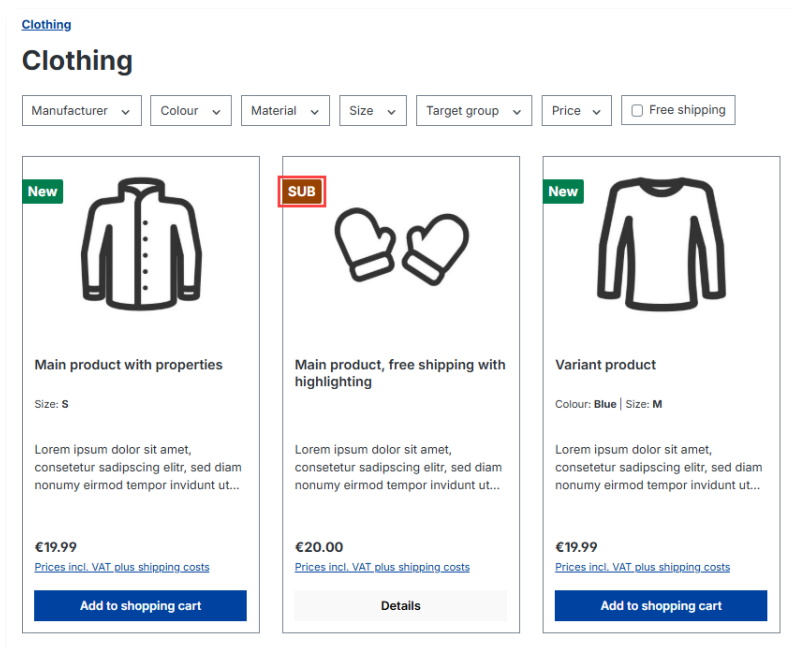 Clothing
Clothing
Manufacturer
Colour
Material
Size
Target group
Price
Free shipping
New
Main product with properties
Size: S
Lorem ipsum dolor sit amet,
consetetur sadipscing elitr, sed diam
nonumy eirmod tempor invidunt ut...
€19.99
Prices incl. VAT plus shipping costs
Add to shopping cart
SUB
Main product, free shipping with
highlighting
Lorem ipsum dolor sit amet,
consetetur sadipscing elitr, sed diam
nonumy eirmod tempor invidunt ut...
€20.00
Prices incl. VAT plus shipping costs
Details
New
Variant product
Colour: Blue | Size: M
Lorem ipsum dolor sit amet,
consetetur sadipscing elitr, sed diam
nonumy eirmod tempor invidunt ut...
€19.99
Prices incl. VAT plus shipping costs
Add to shopping cart